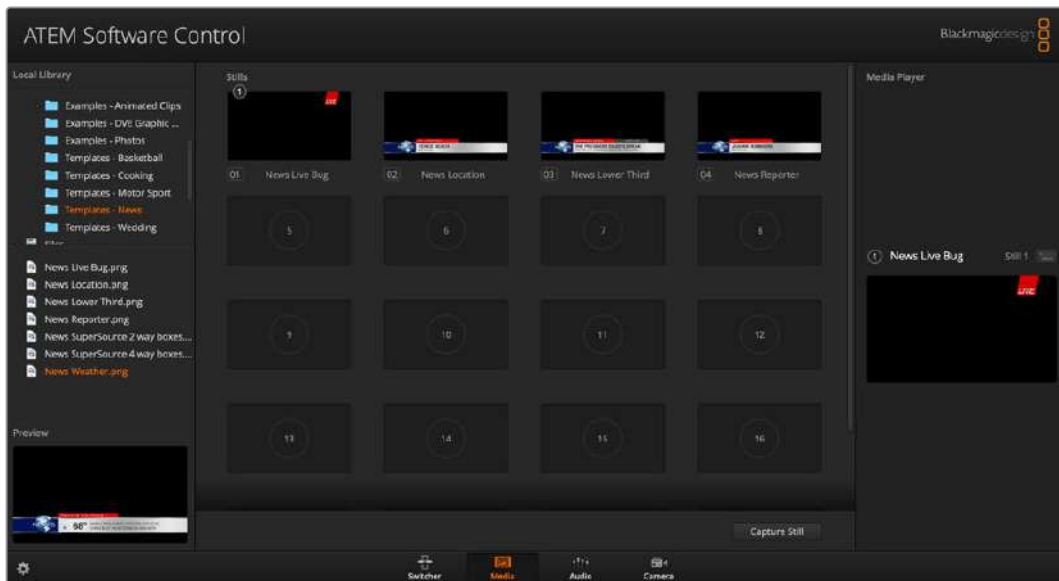 ATEM Software Control
Blackmagicdesign
Local Library
Examples - Animated Clips
Examples - DVE Graphic ...
Examples - Photos
Templates - Basketball
Templates - Cooking
Templates - Motor Sport
Templates - News
Templates - Wedding
News Live Bug.png
News Location.png
News Lower Third.png
News Reporter.png
News SuperSource 2 way boxes....
News SuperSource 4 way boxes....
News Weather.png
Preview
98°
Stills
1
LIVE
01 News Live Bug
02 News Location
03 News Lower Third
04 News Reporter
5 6 7 8
9 10 11 12
13 14 15 16
Capture Still
Media Player
1 News Live Bug Still 1
LIVE
Switcher Media Audio Camera